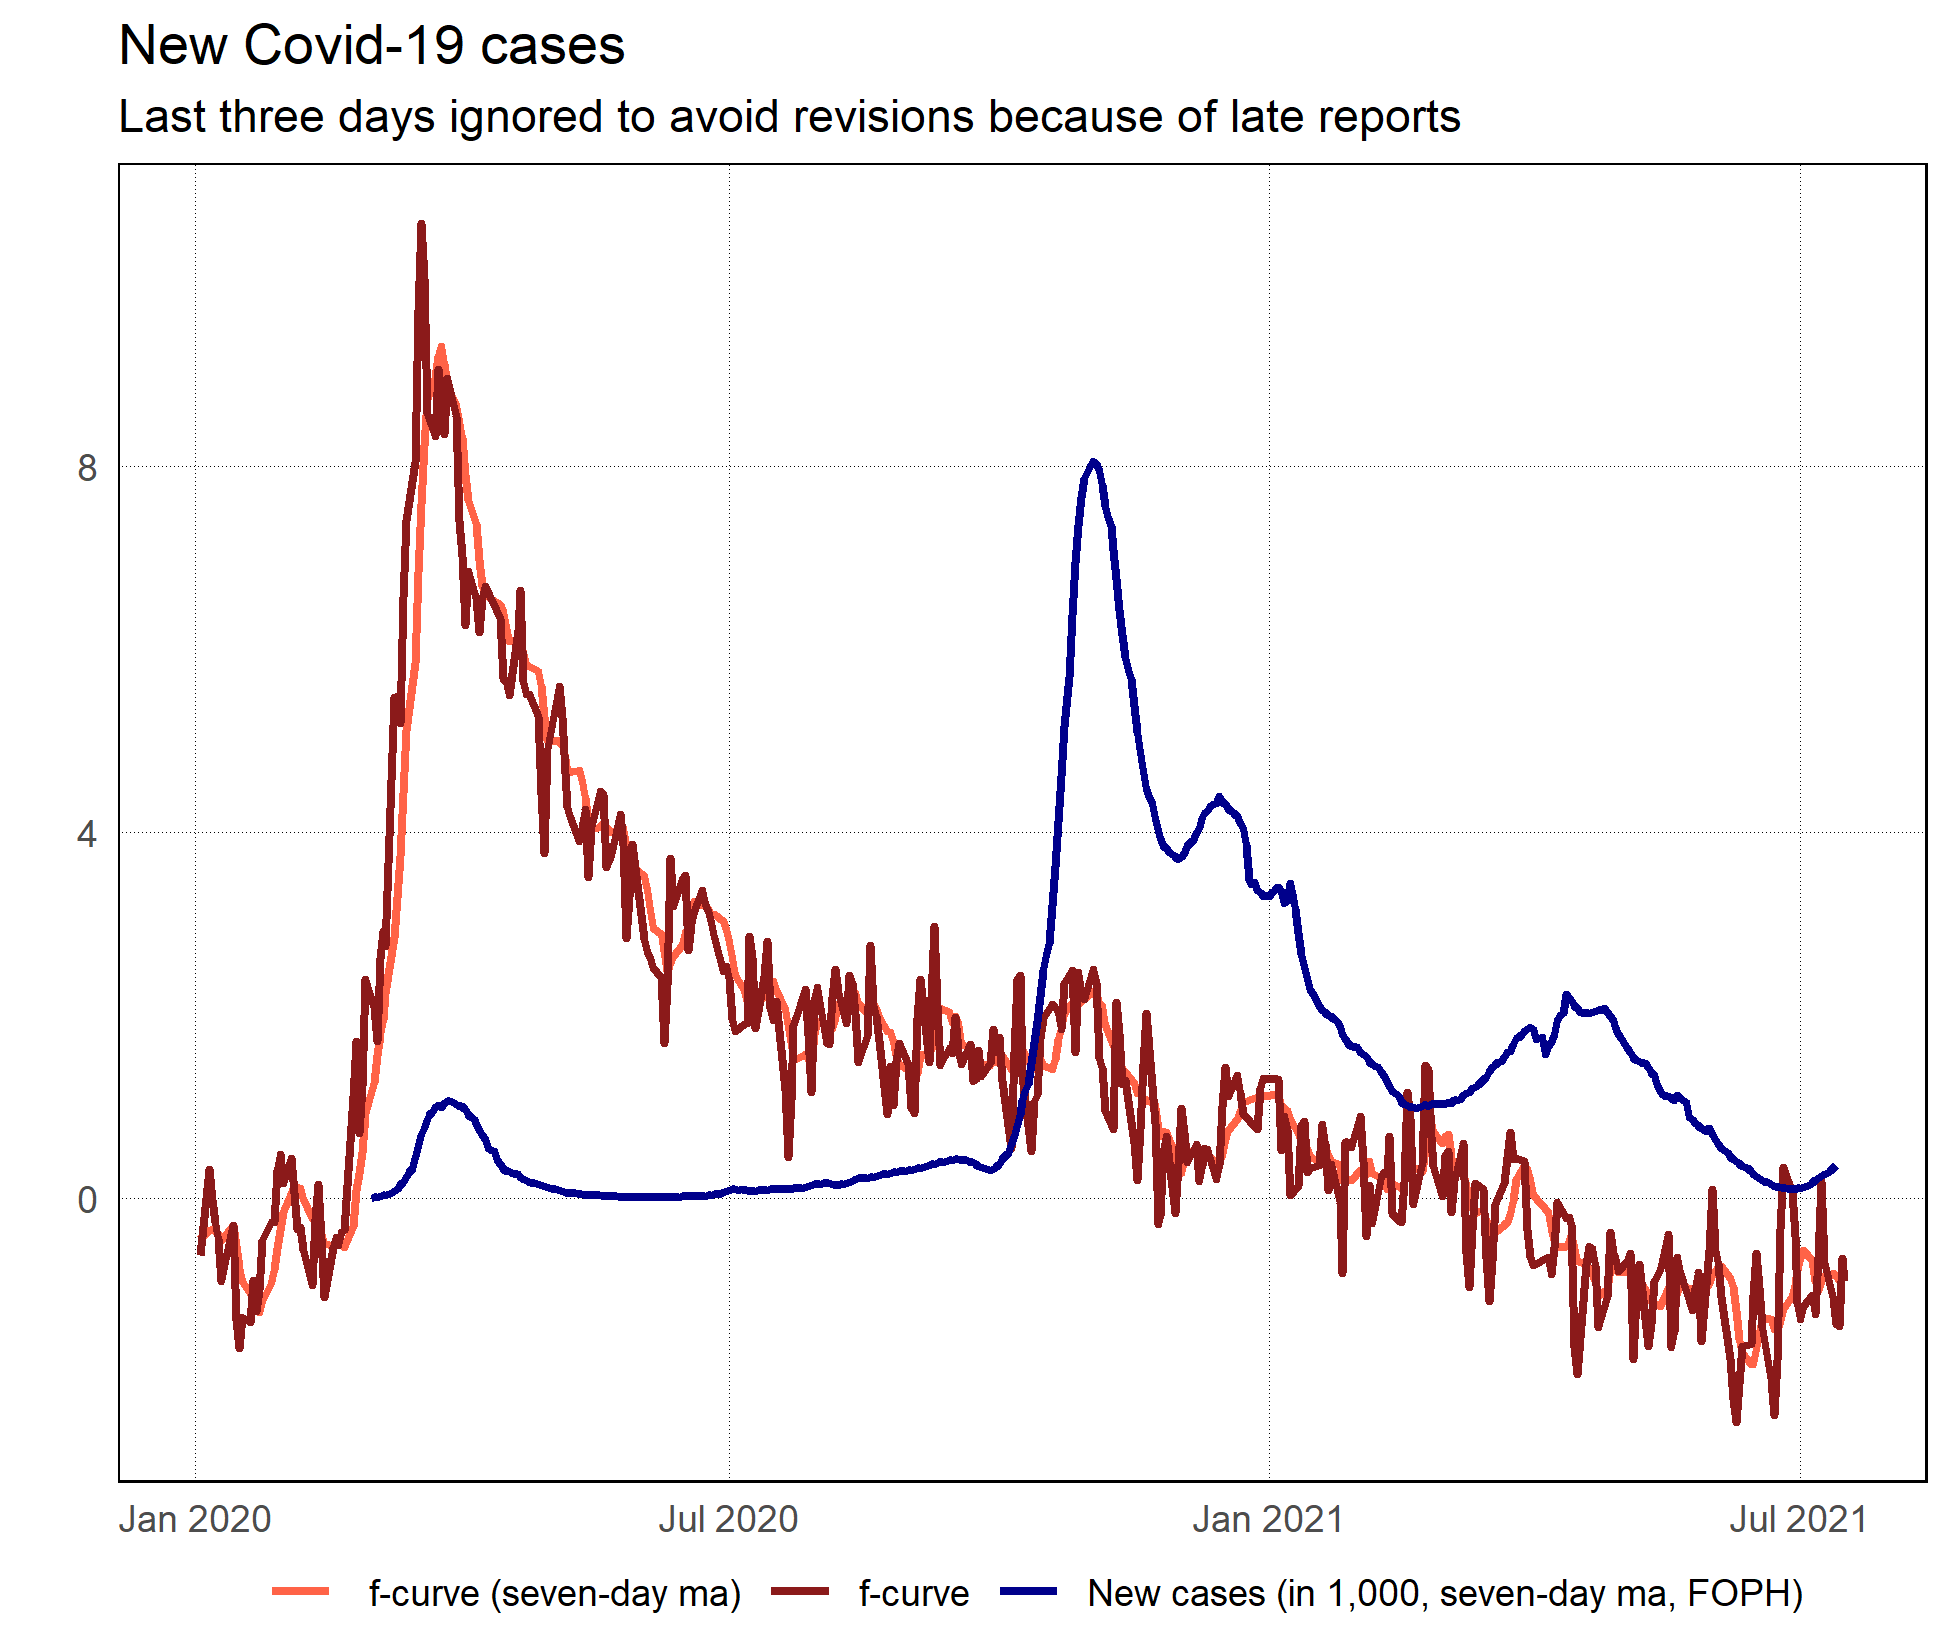 New Covid-19 cases
Last three days ignored to avoid revisions because of late reports
8
4
0
Jan 2020 Jul 2020 Jan 2021 Jul 2021
f-curve (seven-day ma) f-curve New cases (in 1,000, seven-day ma, FOPH)